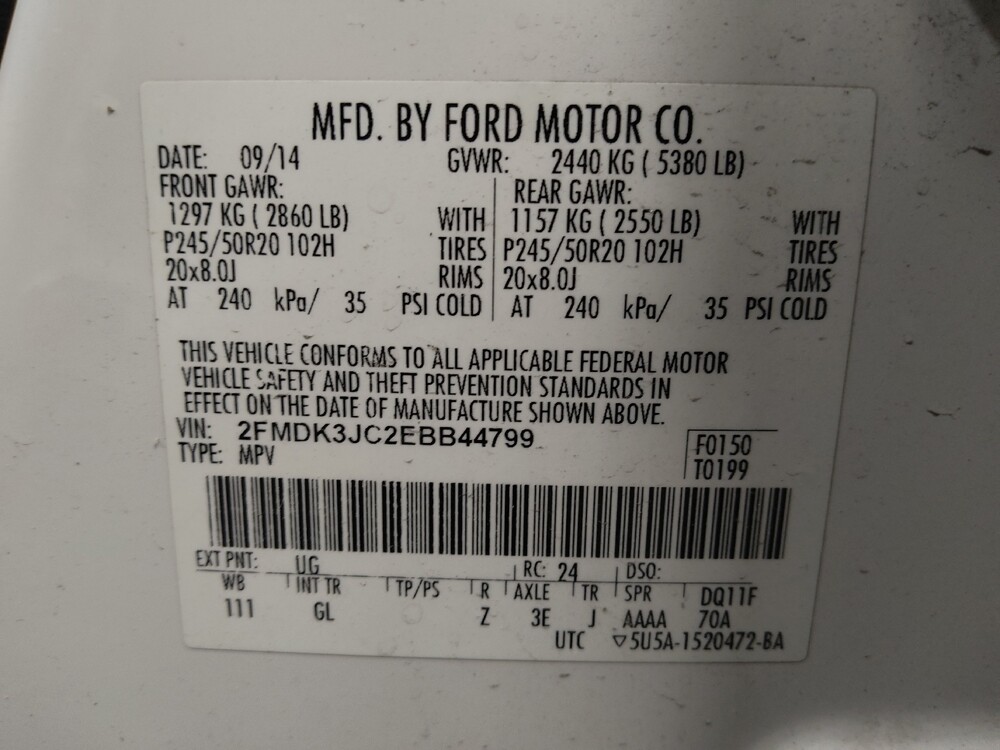 MFD. BY FORD MOTOR CO.
DATE: 09/14 GVWR: 2440 KG ( 5380 LB)
FRONT GAWR: REAR GAWR:
1297 KG ( 2860 LB) WITH 1157 KG ( 2550 LB) WITH
P245/50R20 102H TIRES P245/50R20 102H TIRES
20x8.0J RIMS 20x8.0J RIMS
AT 240 kPa/ 35 PSI COLD AT 240 kPa/ 35 PSI COLD
THIS VEHICLE CONFORMS TO ALL APPLICABLE FEDERAL MOTOR
VEHICLE SAFETY AND THEFT PREVENTION STANDARDS IN
EFFECT ON THE DATE OF MANUFACTURE SHOWN ABOVE.
VIN: 2FMDK3JC2EBB44799 F0150
TYPE: MPV T0199
EXT PNT: UG RC: 24 DSO:
WB INT TR TP/PS R AXLE TR SPR DQ11F
111 GL Z 3E J AAAA 70A
UTC ▽5U5A-1520472-BA